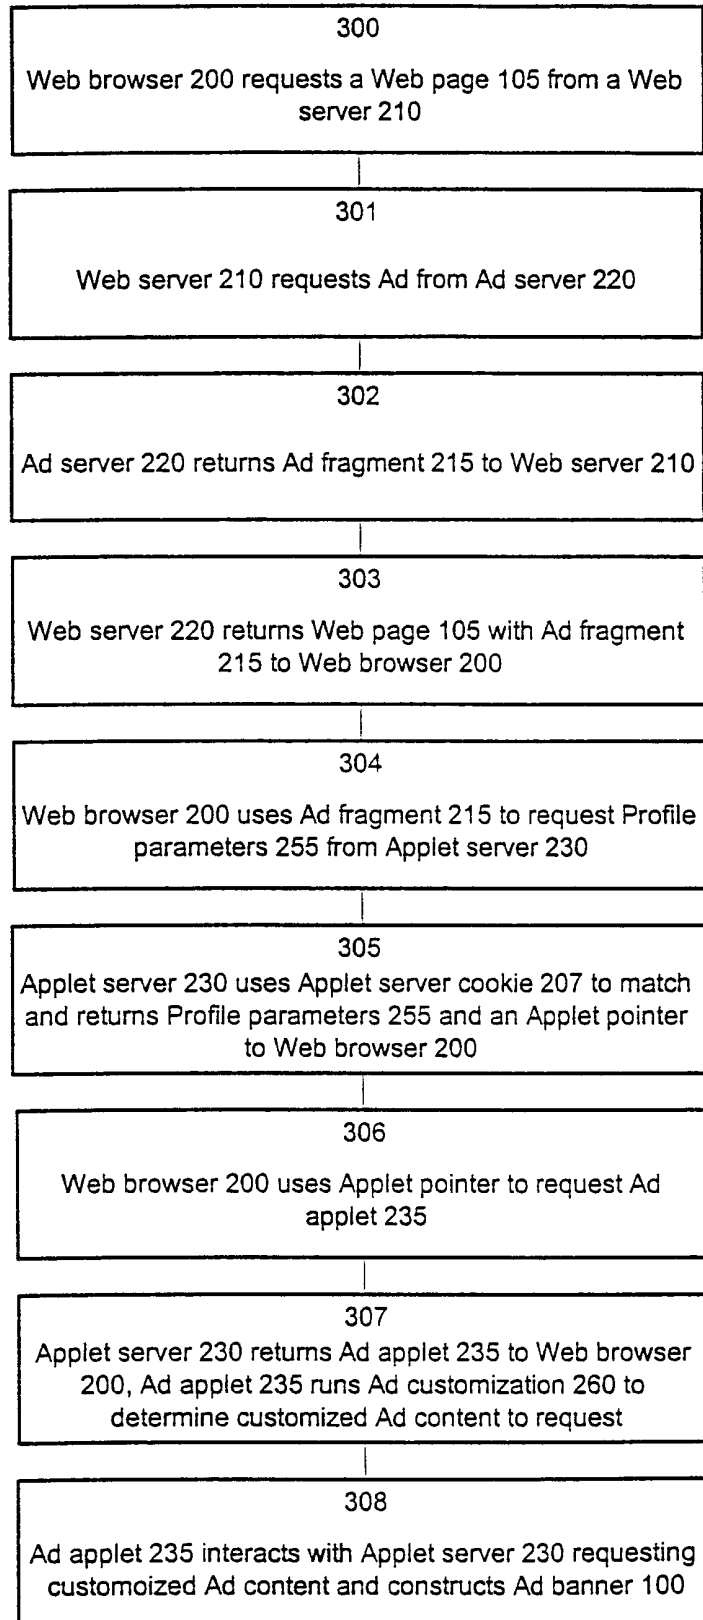 300
Web browser 200 requests a Web page 105 from a Web
server 210
301
Web server 210 requests Ad from Ad server 220
302
Ad server 220 returns Ad fragment 215 to Web server 210
303
Web server 220 returns Web page 105 with Ad fragment
215 to Web browser 200
304
Web browser 200 uses Ad fragment 215 to request Profile
parameters 255 from Applet server 230
305
Applet server 230 uses Applet server cookie 207 to match
and returns Profile parameters 255 and an Applet pointer
to Web browser 200
306
Web browser 200 uses Applet pointer to request Ad
applet 235
307
Applet server 230 returns Ad applet 235 to Web browser
200, Ad applet 235 runs Ad customization 260 to
determine customized Ad content to request
308
Ad applet 235 interacts with Applet server 230 requesting
customoized Ad content and constructs Ad banner 100